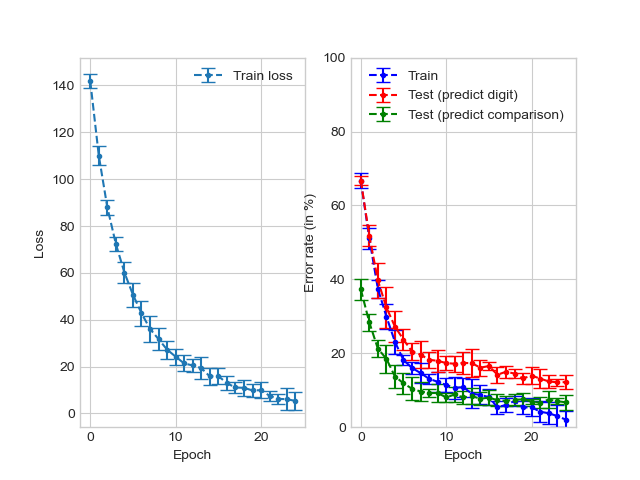 Train loss
140
120
100
80
60
40
20
0
Loss
0 10 20
Epoch
Train
Test (predict digit)
Test (predict comparison)
100
80
60
40
20
0
Error rate (in %)
0 10 20
Epoch